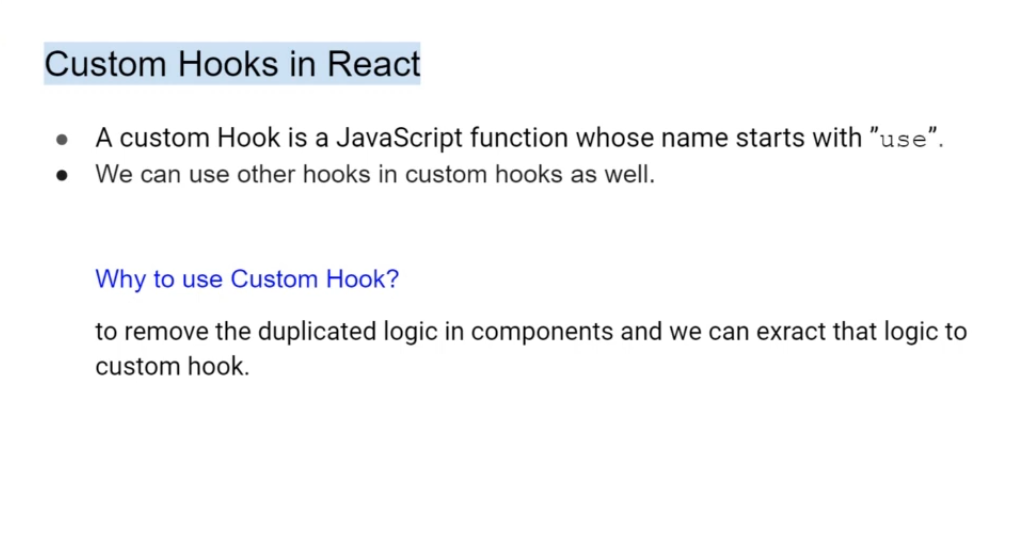 Custom Hooks in React
● A custom Hook is a JavaScript function whose name starts with ”use”.
● We can use other hooks in custom hooks as well.
Why to use Custom Hook?
to remove the duplicated logic in components and we can exract that logic to
custom hook.